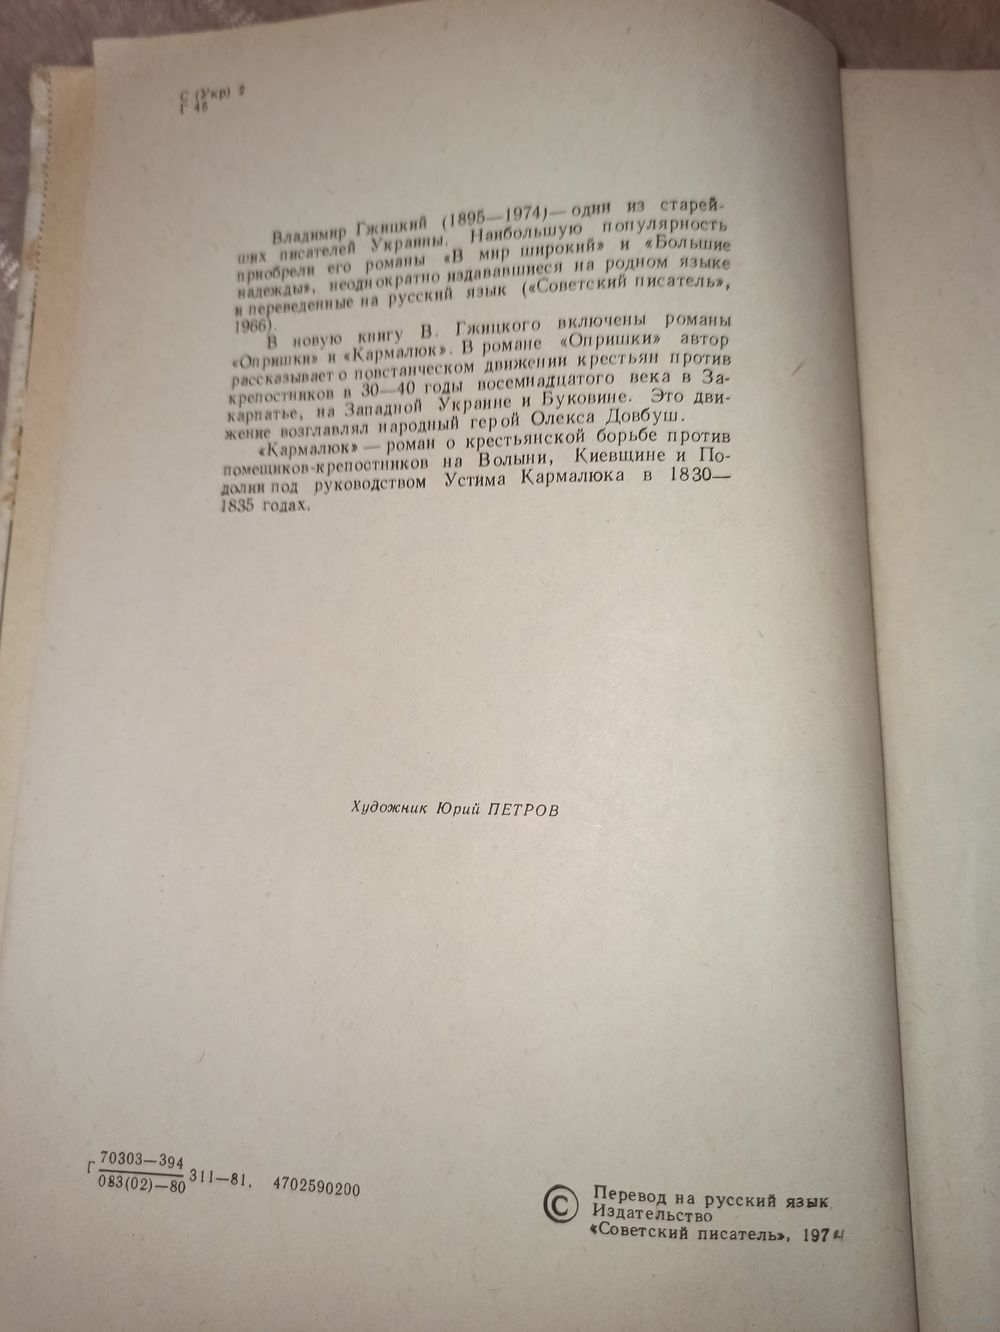 С (Укр) 2
Г 48
Владимир Гжицкий (1895—1974)—один из старей-
ших писателей Украины. Наибольшую популярность
приобрели его романы «В мир широкий» и «Большие
надежды», неоднократно издававшиеся на родном языке
и переведенные на русский язык («Советский писатель»,
1966).
В новую книгу В. Гжицкого включены романы
«Опришки» и «Кармалюк». В романе «Опришки» автор
рассказывает о повстанческом движении крестьян против
крепостников в 30—40 годы восемнадцатого века в За-
карпатье, на Западной Украине и Буковине. Это дви-
жение возглавлял народный герой Олекса Довбуш.
«Кармалюк» — роман о крестьянской борьбе против
помещиков-крепостников на Волыни, Киевщине и По-
долии под руководством Устима Кармалюка в 1830—
1835 годах.
Художник Юрий ПЕТРОВ
Г 70303—394
083(02)—80 311—81. 4702590200
© Перевод на русский язык
Издательство
«Советский писатель», 1974